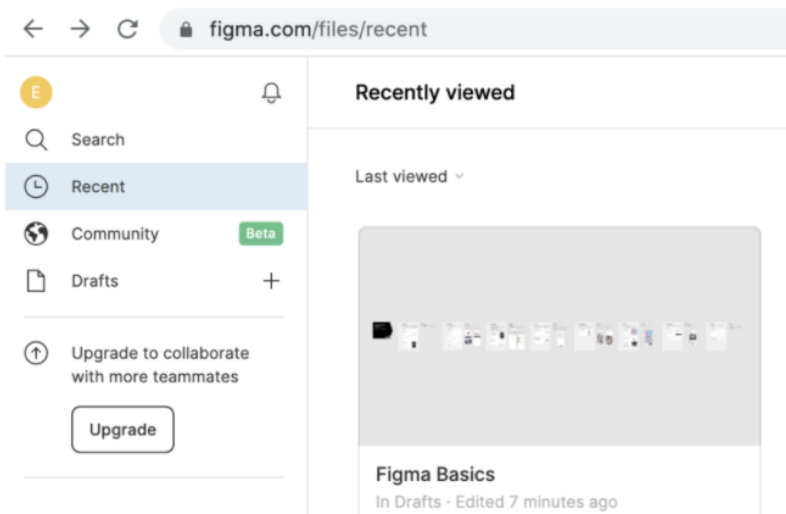 figma.com/files/recent
E
Search
Recent
Community Beta
Drafts
Upgrade to collaborate
with more teammates
Upgrade
Recently viewed
Last viewed
Figma Basics
In Drafts · Edited 7 minutes ago